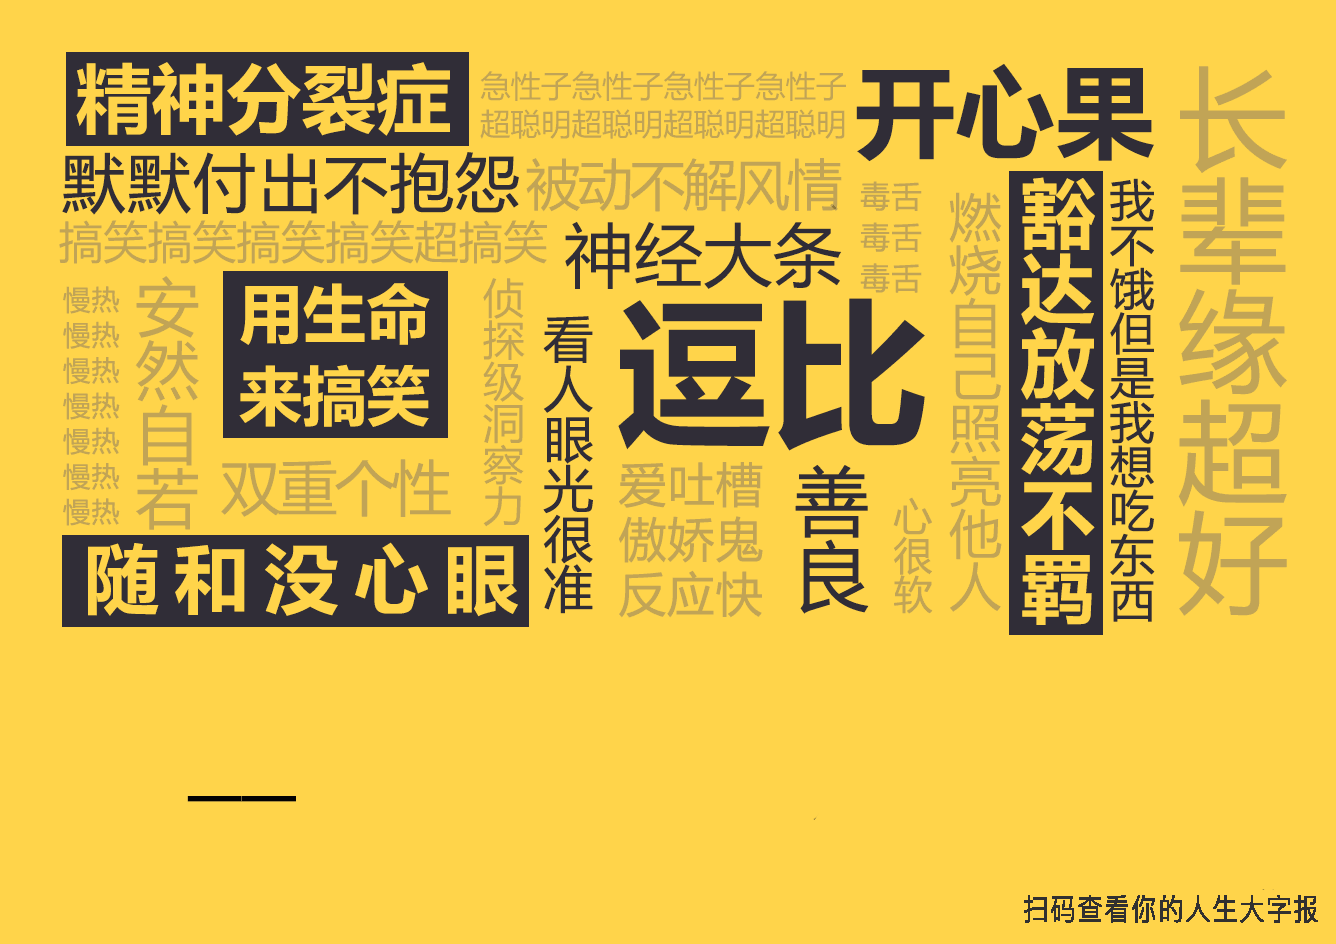 精神分裂症
急性子急性子急性子急性子
超聪明超聪明超聪明超聪明
开心果
长辈缘超好
默默付出不抱怨
被动不解风情
毒舌
毒舌
毒舌
燃烧自己照亮他人
豁达放荡不羁
我不饿但是我想吃东西
搞笑搞笑搞笑搞笑超搞笑
神经大条
慢热
慢热
慢热
慢热
慢热
慢热
慢热
安然自若
用生命
来搞笑
侦探级洞察力
看人眼光很准
逗比
双重个性
爱吐槽
傲娇鬼
反应快
善良
心很软
随和没心眼
——
扫码查看你的人生大字报